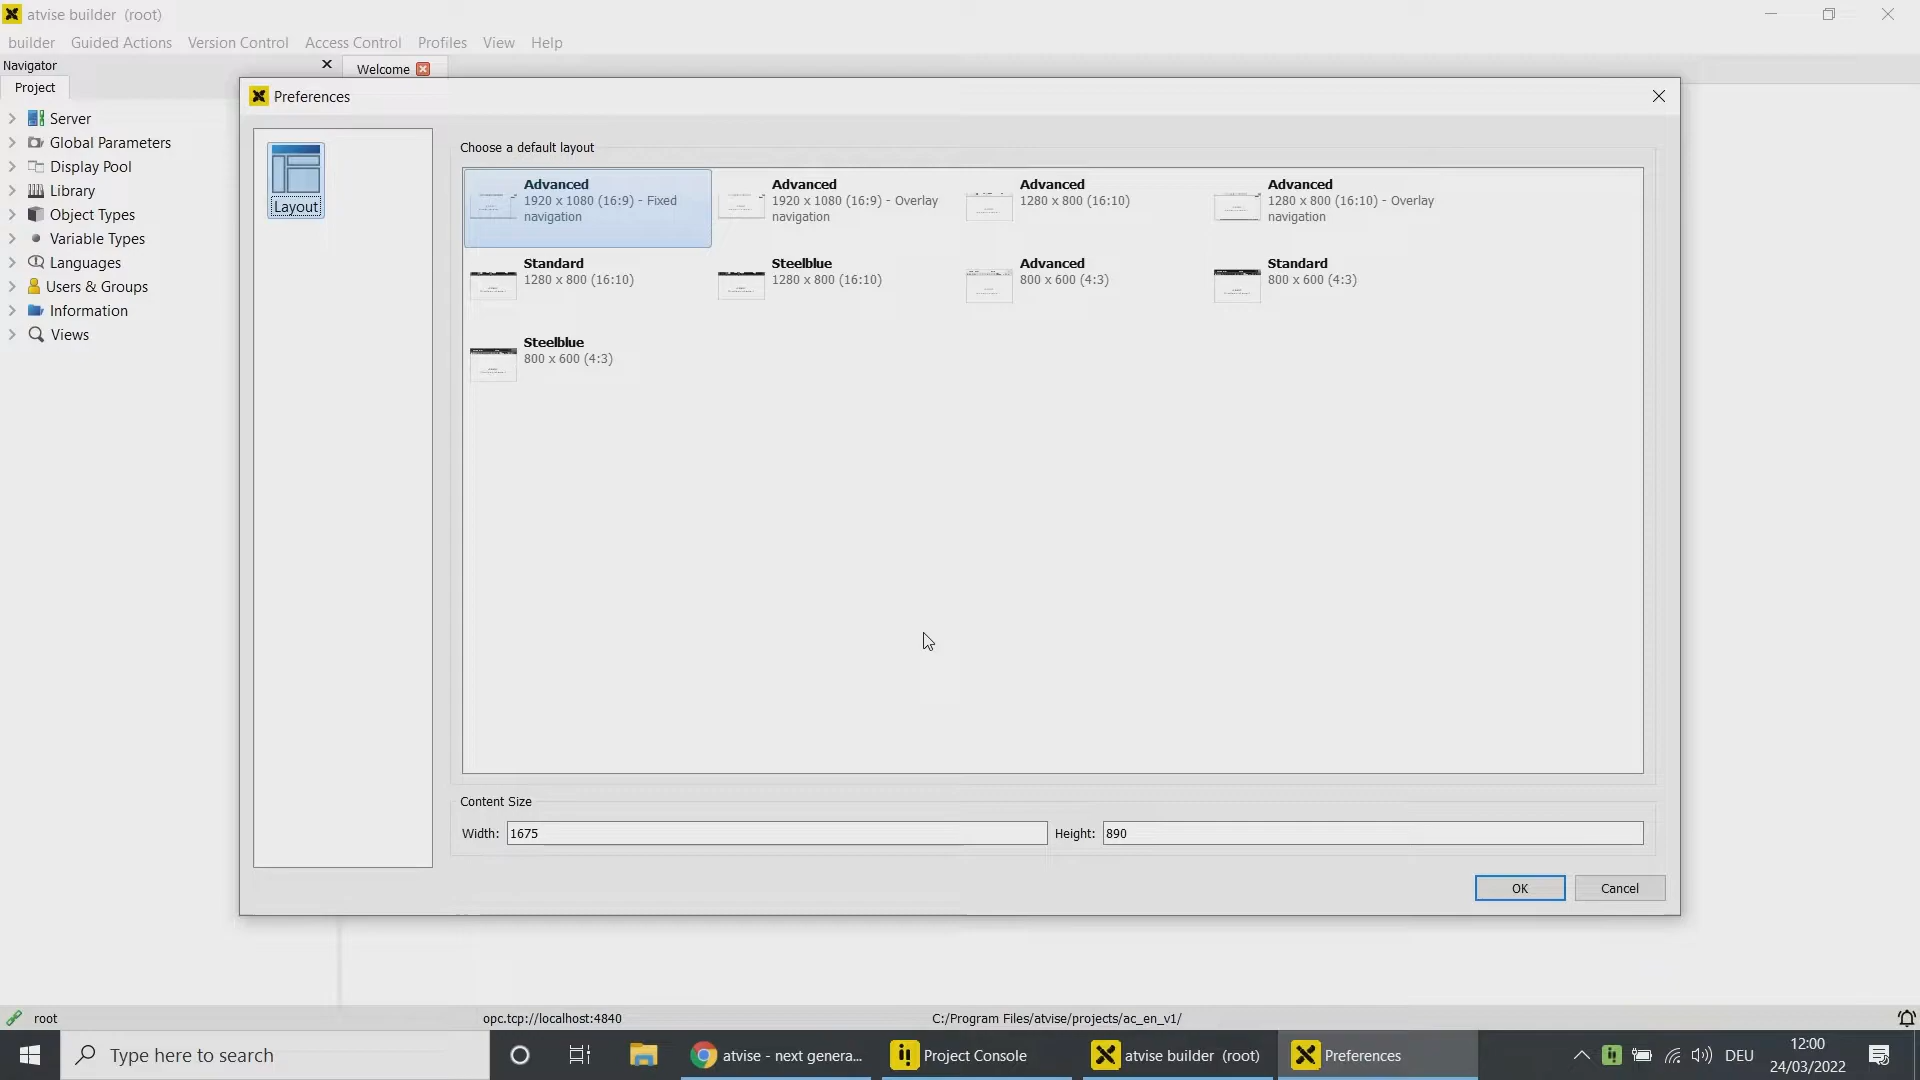 atvise builder (root)
builder Guided Actions Version Control Access Control Profiles View Help
Navigator
Welcome
Project
Server
Global Parameters
Display Pool
Library
Object Types
Variable Types
Languages
Users & Groups
Information
Views
Preferences
Layout
Choose a default layout
Advanced
1920 x 1080 (16:9) - Fixed
navigation
Advanced
1920 x 1080 (16:9) - Overlay
navigation
Advanced
1280 x 800 (16:10)
Advanced
1280 x 800 (16:10) - Overlay
navigation
Standard
1280 x 800 (16:10)
Steelblue
1280 x 800 (16:10)
Advanced
800 x 600 (4:3)
Standard
800 x 600 (4:3)
Steelblue
800 x 600 (4:3)
Content Size
Width: 1675 Height: 890
OK Cancel
root opc.tcp://localhost:4840 C:/Program Files/atvise/projects/ac_en_v1/
Type here to search atvise - next genera... Project Console atvise builder (root) Preferences DEU
12:00
24/03/2022